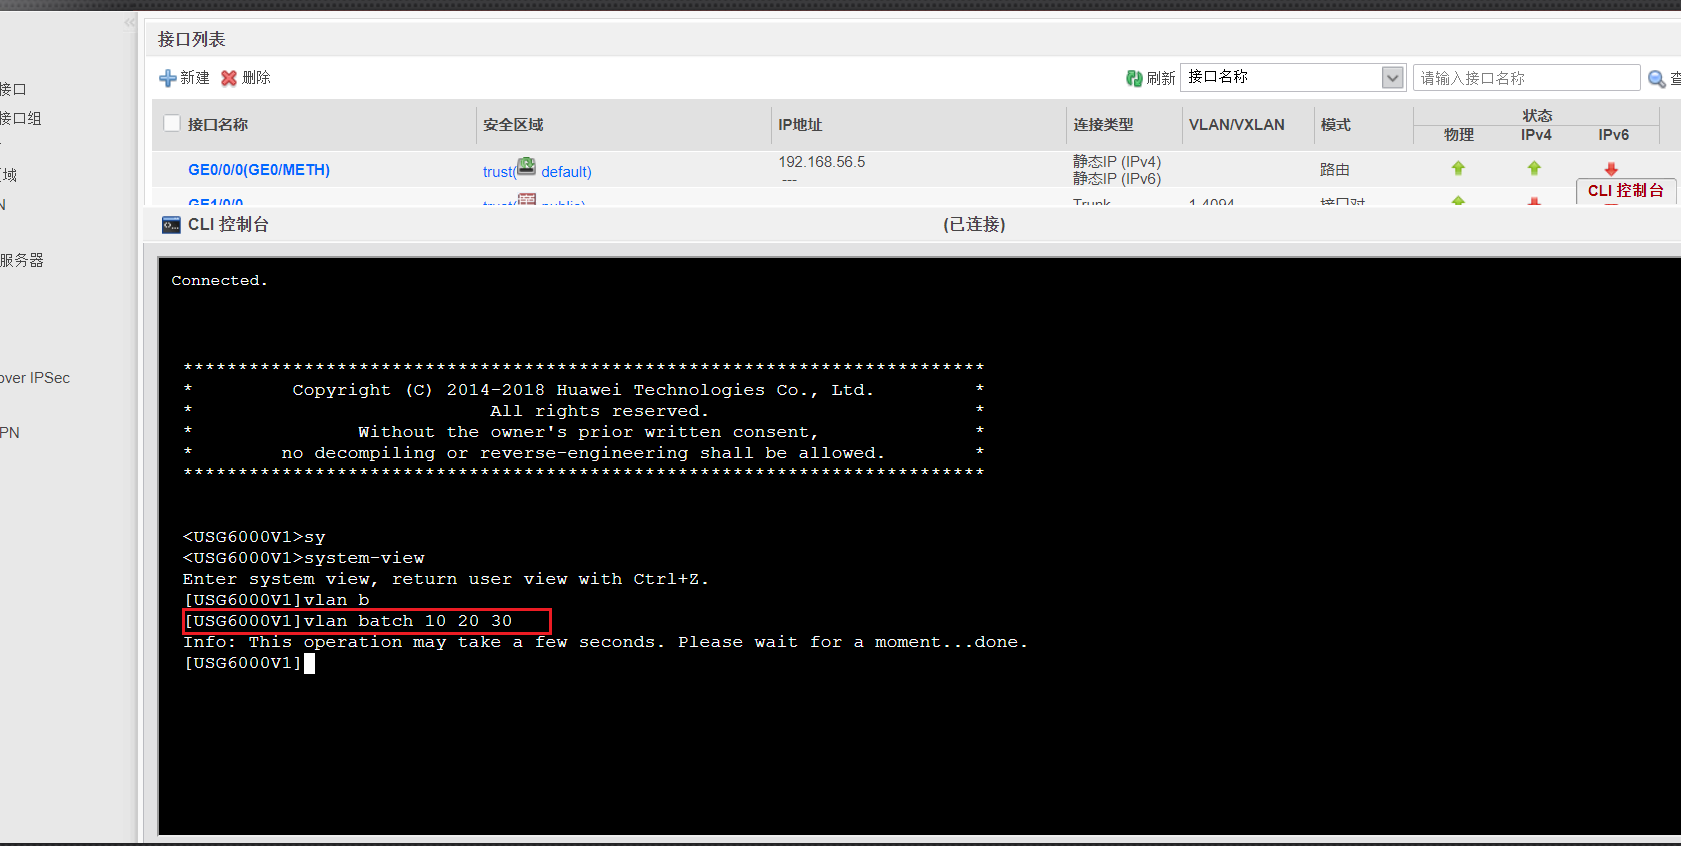 接口列表
新建 删除 刷新 接口名称 请输入接口名称 查
接口名称 安全区域 IP地址 连接类型 VLAN/VXLAN 模式 状态
物理 IPv4 IPv6
GE0/0/0(GE0/METH) trust( default) 192.168.56.5 静态IP (IPv4) 路由
--- 静态IP (IPv6)
GE1/0/0 trust( public) Trunk 1,4094 接口对
CLI 控制台
CLI 控制台 (已连接)
接口
接口组
域
N
服务器
over IPSec
PN
Connected.
*************************************************************************
* Copyright (C) 2014-2018 Huawei Technologies Co., Ltd. *
* All rights reserved. *
* Without the owner's prior written consent, *
* no decompiling or reverse-engineering shall be allowed. *
*************************************************************************
<USG6000V1>sy
<USG6000V1>system-view
Enter system view, return user view with Ctrl+Z.
[USG6000V1]vlan b
[USG6000V1]vlan batch 10 20 30
Info: This operation may take a few seconds. Please wait for a moment...done.
[USG6000V1]